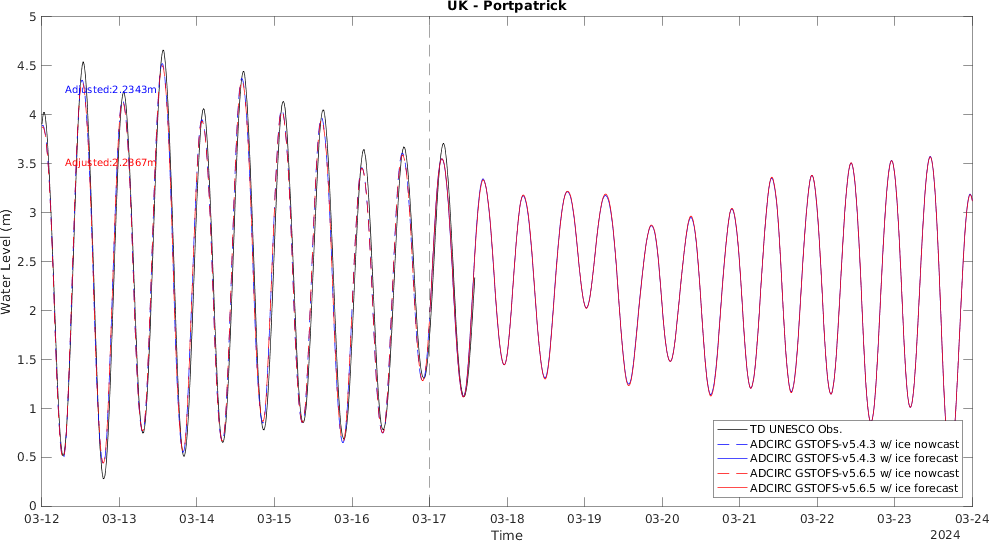 UK - Portpatrick
5
4.5
4
3.5
3
2.5
2
1.5
1
0.5
0
Water Level (m)
Adjusted:2.2343m
Adjusted:2.2367m
TD UNESCO Obs.
ADCIRC GSTOFS-v5.4.3 w/ ice nowcast
ADCIRC GSTOFS-v5.4.3 w/ ice forecast
ADCIRC GSTOFS-v5.6.5 w/ ice nowcast
ADCIRC GSTOFS-v5.6.5 w/ ice forecast
03-12 03-13 03-14 03-15 03-16 03-17 03-18 03-19 03-20 03-21 03-22 03-23 03-24
Time
2024